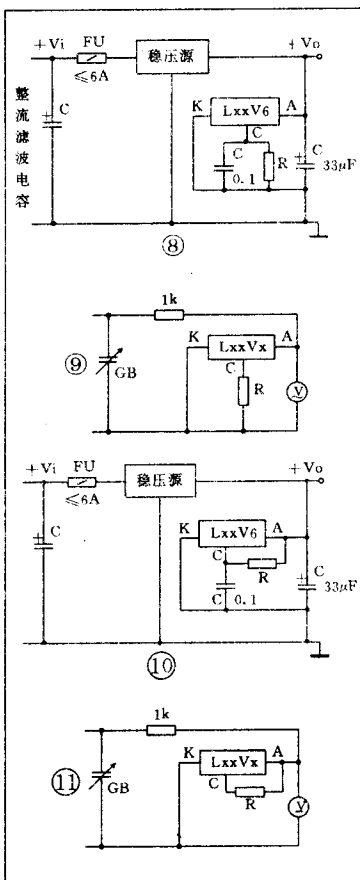 +Vi FU 稳压源 +Vo
≤6A
整流滤波电容
+ C
K LxxV6 A
C
C R + C
0.1 33μF
⑧
1k
⑨ K LxxVx A
GB C
R V
+Vi FU 稳压源 +Vo
≤6A
+ C
K LxxV6 A
C
R + C
C 0.1 33μF
⑩
1k
⑪ K LxxVx A
GB C
R V